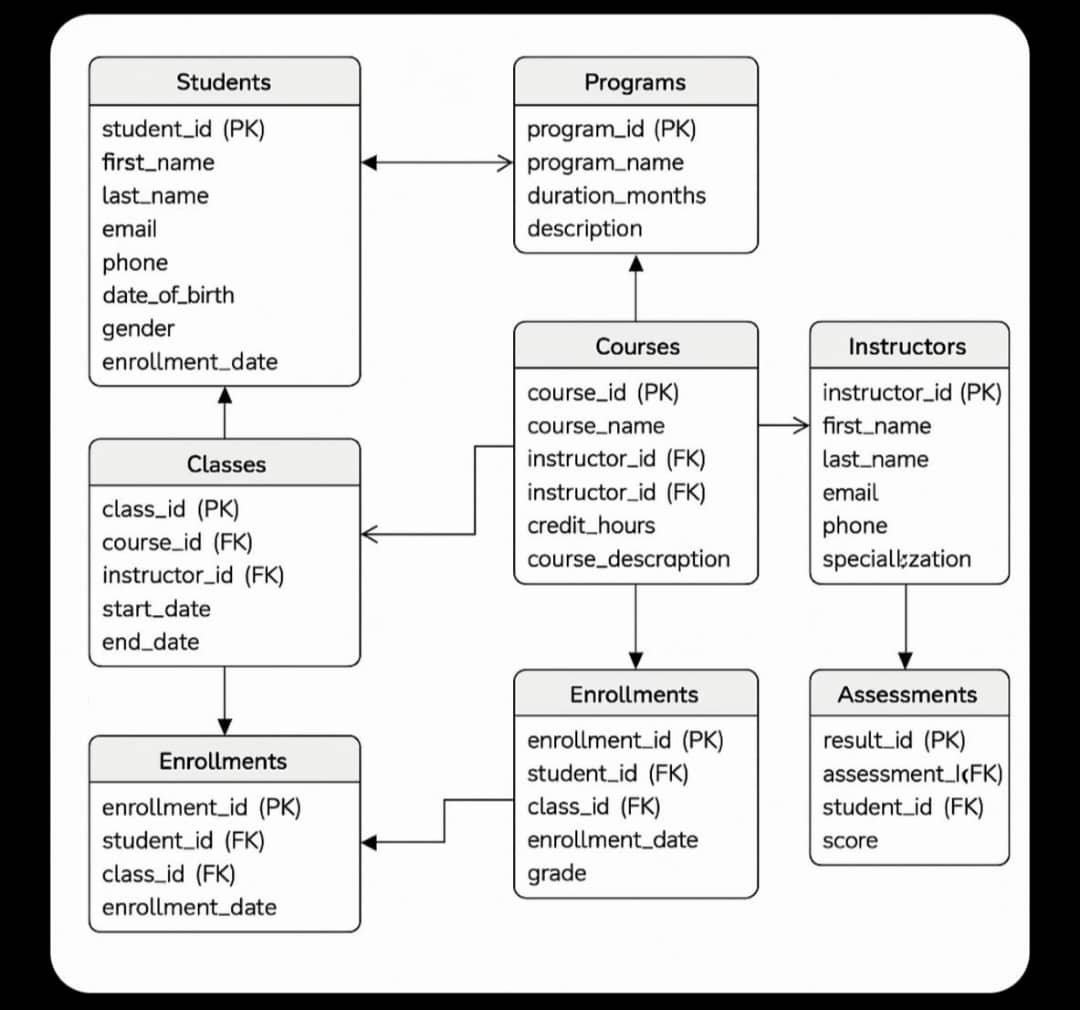 Students
student_id (PK)
first_name
last_name
email
phone
date_of_birth
gender
enrollment_date
Programs
program_id (PK)
program_name
duration_months
description
Courses
course_id (PK)
course_name
instructor_id (FK)
instructor_id (FK)
credit_hours
course_descraption
Instructors
instructor_id (PK)
first_name
last_name
email
phone
Classes
class_id (PK)
course_id (FK)
instructor_id (FK)
start_date
end_date
Enrollments
enrollment_id (PK)
student_id (FK)
class_id (FK)
enrollment_date
Enrollments
enrollment_id (PK)
student_id (FK)
class_id (FK)
enrollment_date
grade
Assessments
result_id (PK)
student_id (FK)
score